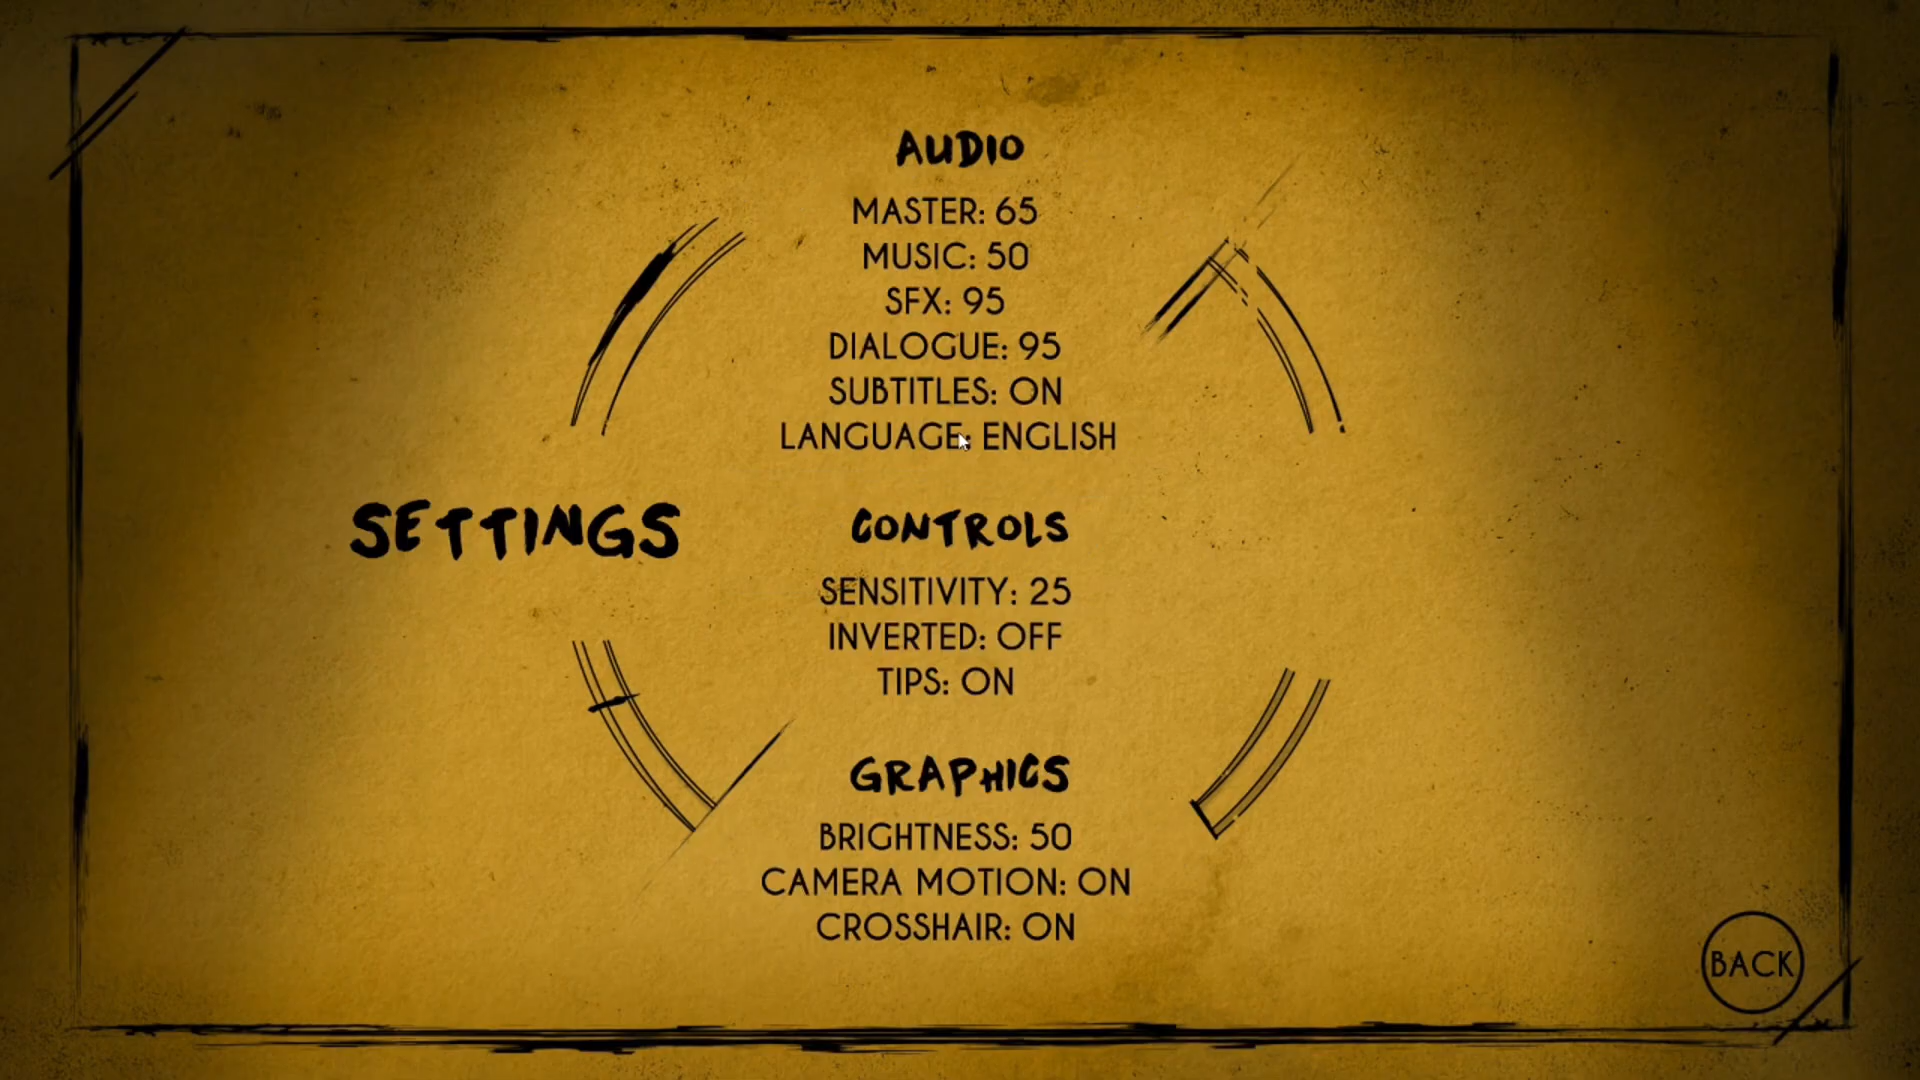 AUDIO
MASTER: 65
MUSIC: 50
SFX: 95
DIALOGUE: 95
SUBTITLES: ON
LANGUAGE: ENGLISH
SETTINGS
CONTROLS
SENSITIVITY: 25
INVERTED: OFF
TIPS: ON
GRAPHICS
BRIGHTNESS: 50
CAMERA MOTION: ON
CROSSHAIR: ON
BACK